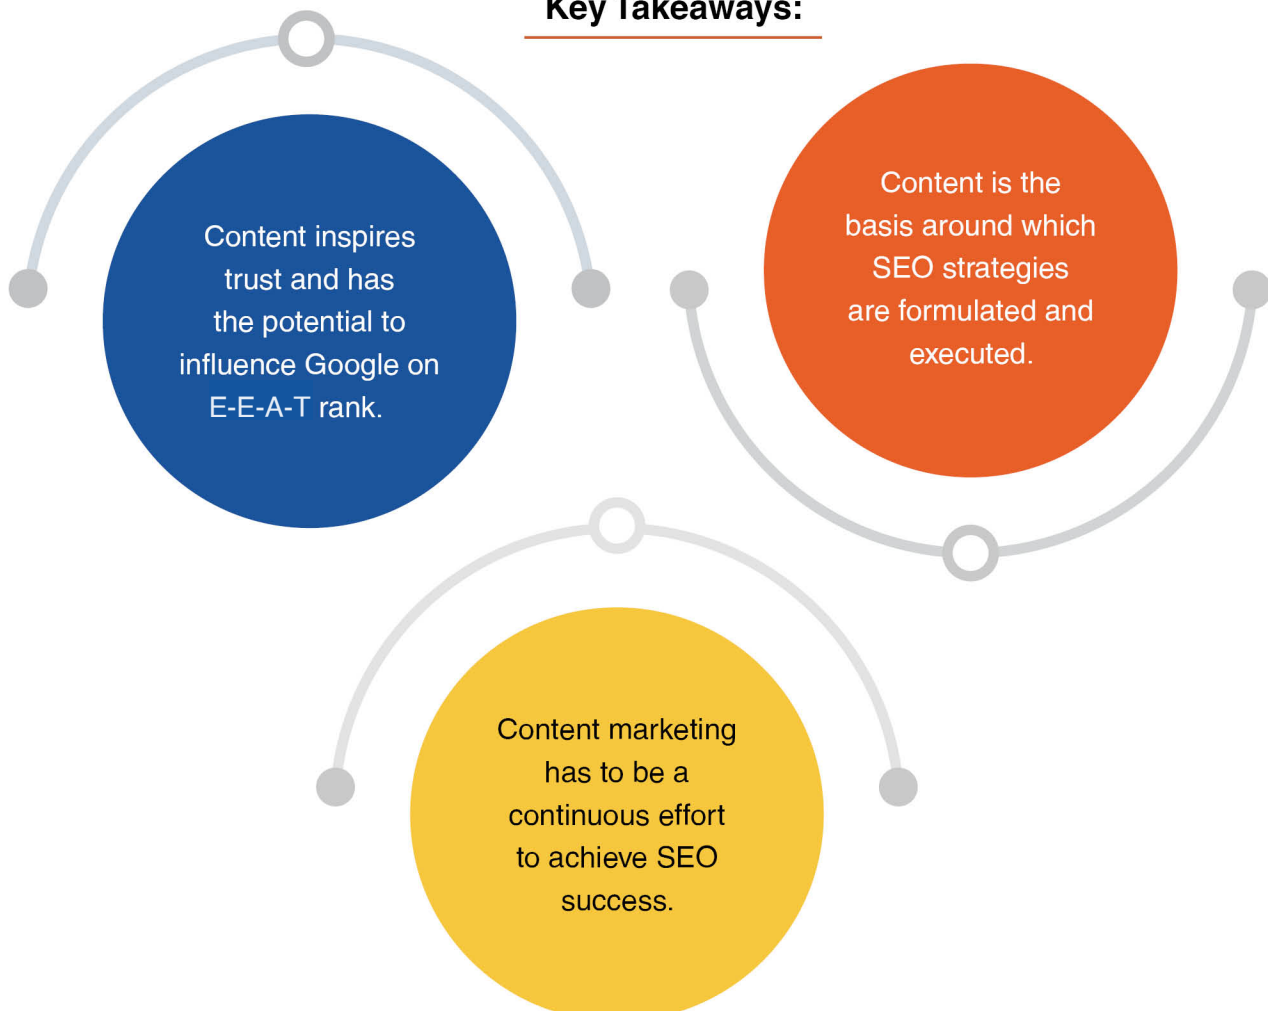 Key Takeaways:
Content inspires
trust and has
the potential to
influence Google on
E-E-A-T rank.
Content is the
basis around which
SEO strategies
are formulated and
executed.
Content marketing
has to be a
continuous effort
to achieve SEO
success.